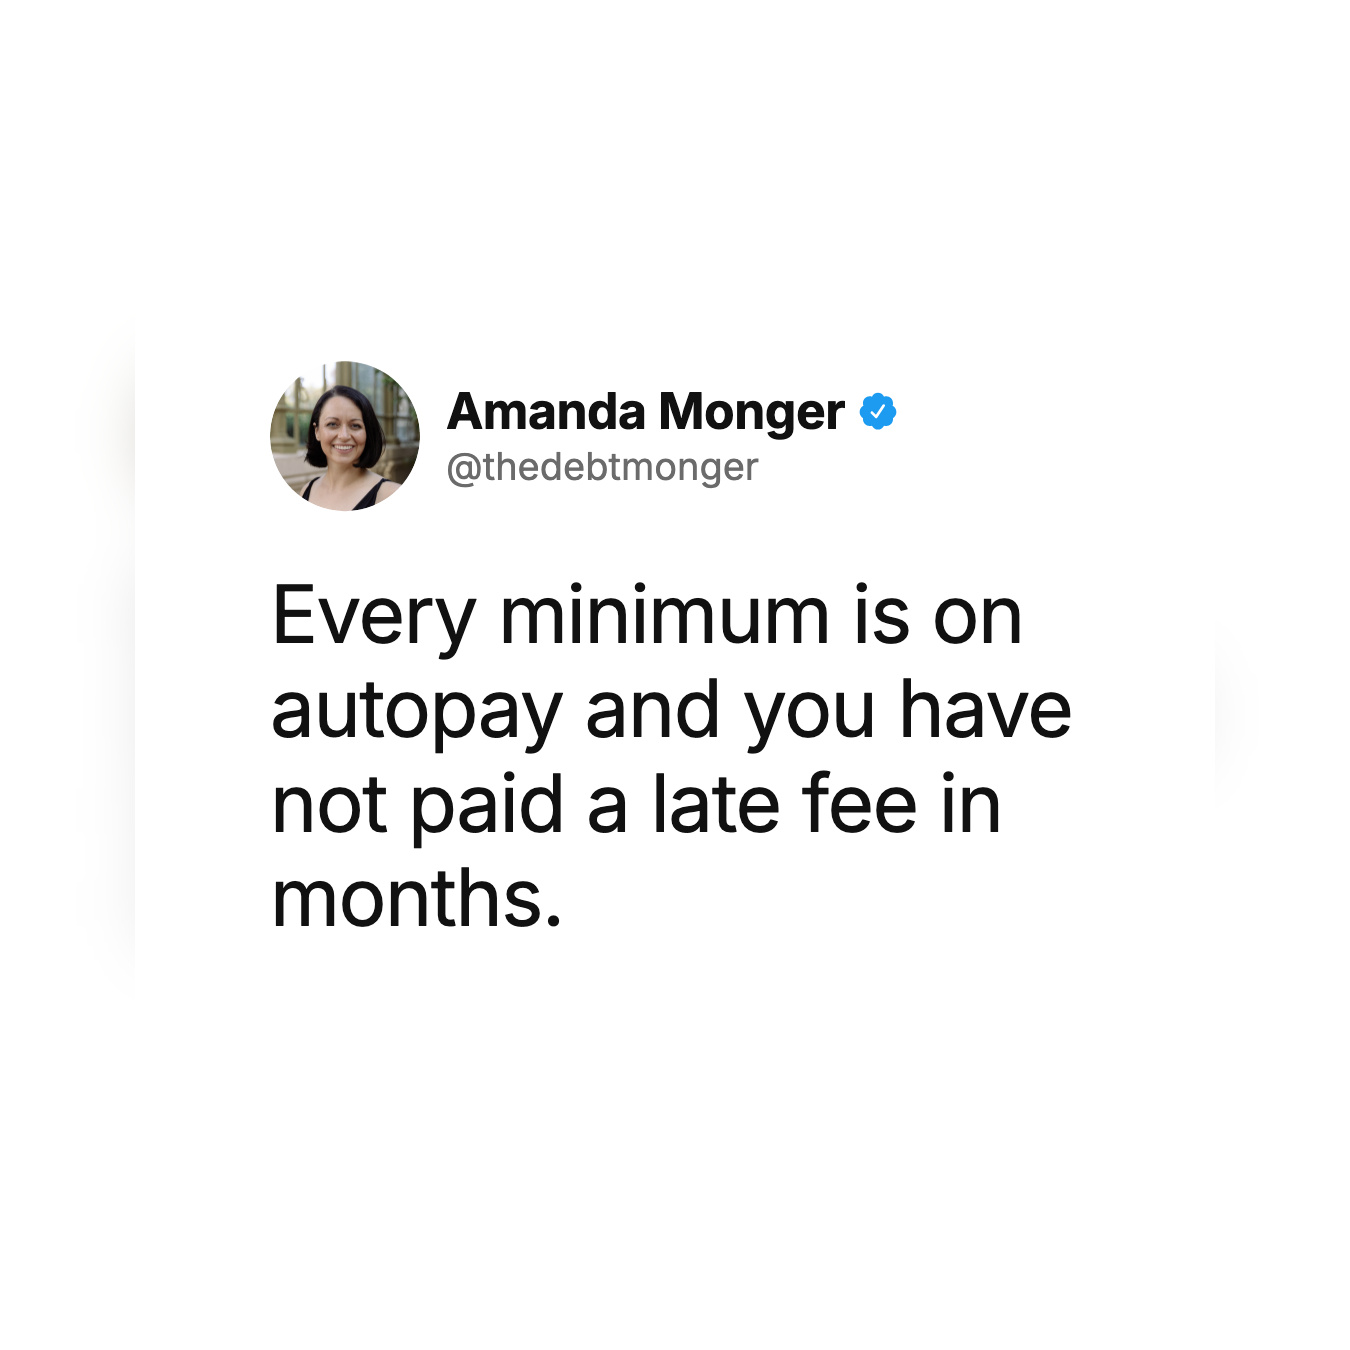 Amanda Monger
@thedebtmonger
Every minimum is on
autopay and you have
not paid a late fee in
months.